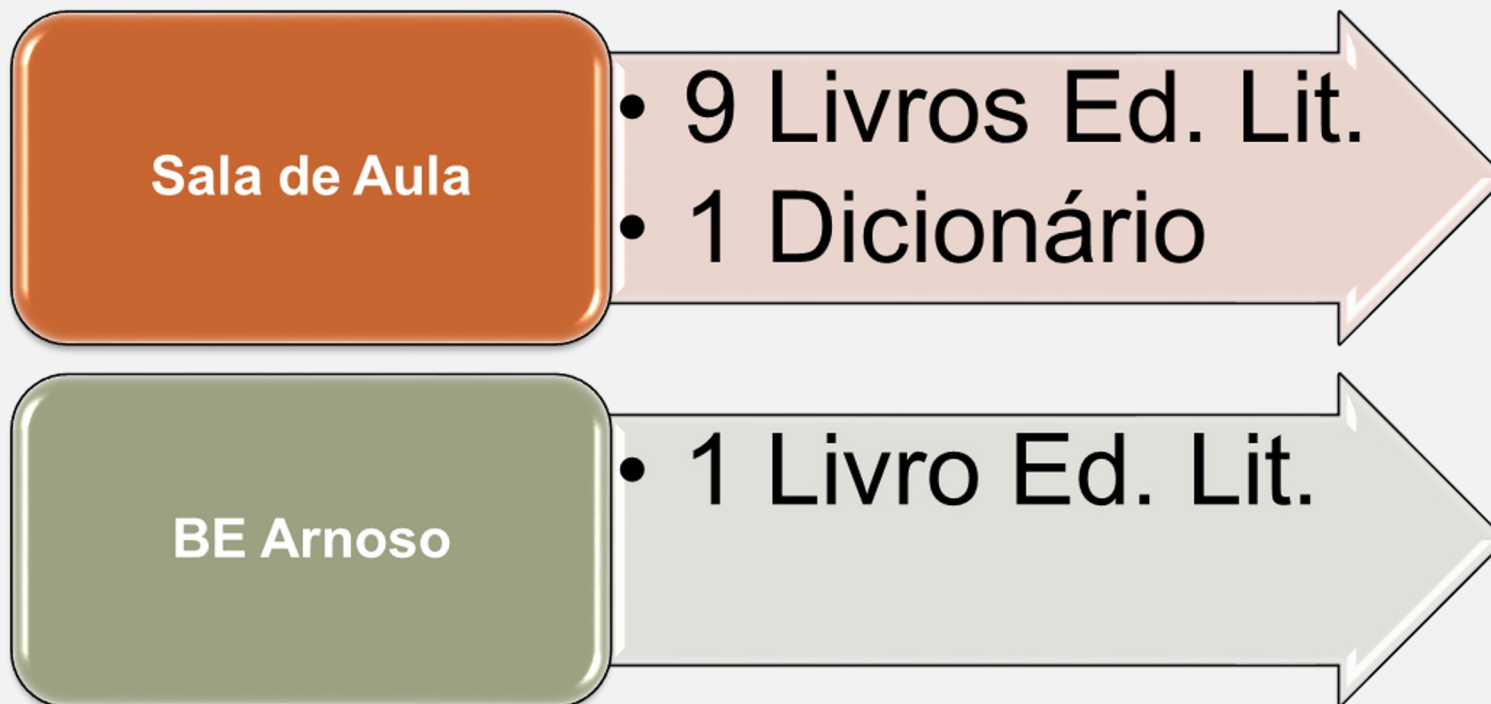 Sala de Aula
• 9 Livros Ed. Lit.
• 1 Dicionário
BE Arnoso
• 1 Livro Ed. Lit.